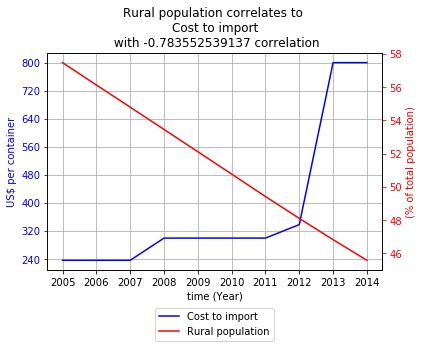 Rural population correlates to
Cost to import
with -0.783552539137 correlation
800
720
640
560
480
400
320
240
US$ per container
58
56
54
52
50
48
46
(% of total population)
2005 2006 2007 2008 2009 2010 2011 2012 2013 2014
time (Year)
Cost to import
Rural population